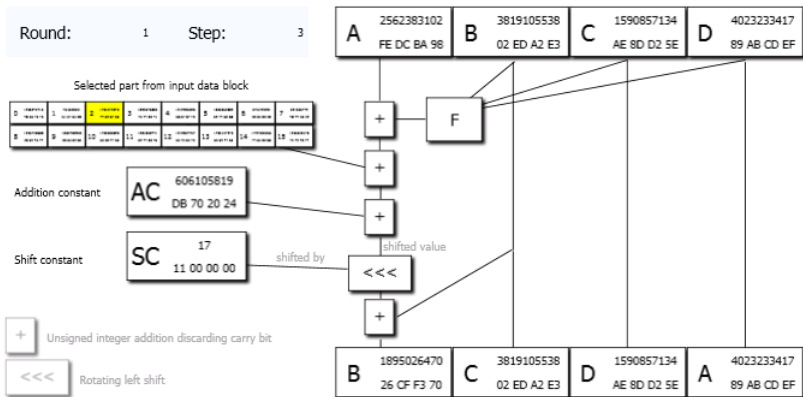 Round: 1 Step: 3
A 2562383102 FE DC BA 98
B 3819105538 02 ED A2 E3
C 1590857134 AE 8D D2 5E
D 4023233417 89 AB CD EF
Selected part from input data block
0 1 2 3 4 5 6 7
8 9 10 11 12 13 14 15
+
F
+
Addition constant
AC 606105819 DB 70 20 24
+
Shift constant
SC 17 11 00 00 00
shifted by
shifted value
<<<
+
+ Unsigned integer addition discarding carry bit
<<< Rotating left shift
B 1895026470 26 CF F3 70
C 3819105538 02 ED A2 E3
D 1590857134 AE 8D D2 5E
A 4023233417 89 AB CD EF